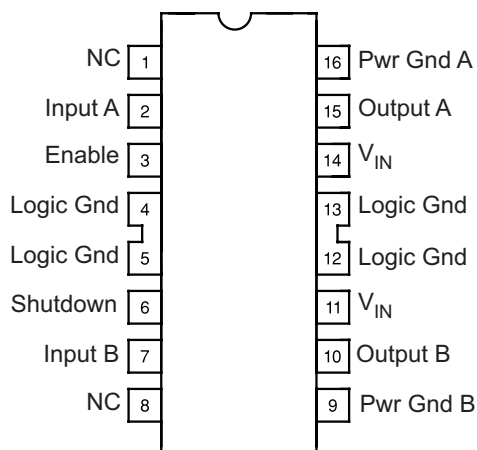 NC 1 16 Pwr Gnd A
Input A 2 15 Output A
Enable 3 14 VIN
Logic Gnd 4 13 Logic Gnd
Logic Gnd 5 12 Logic Gnd
Shutdown 6 11 VIN
Input B 7 10 Output B
NC 8 9 Pwr Gnd B